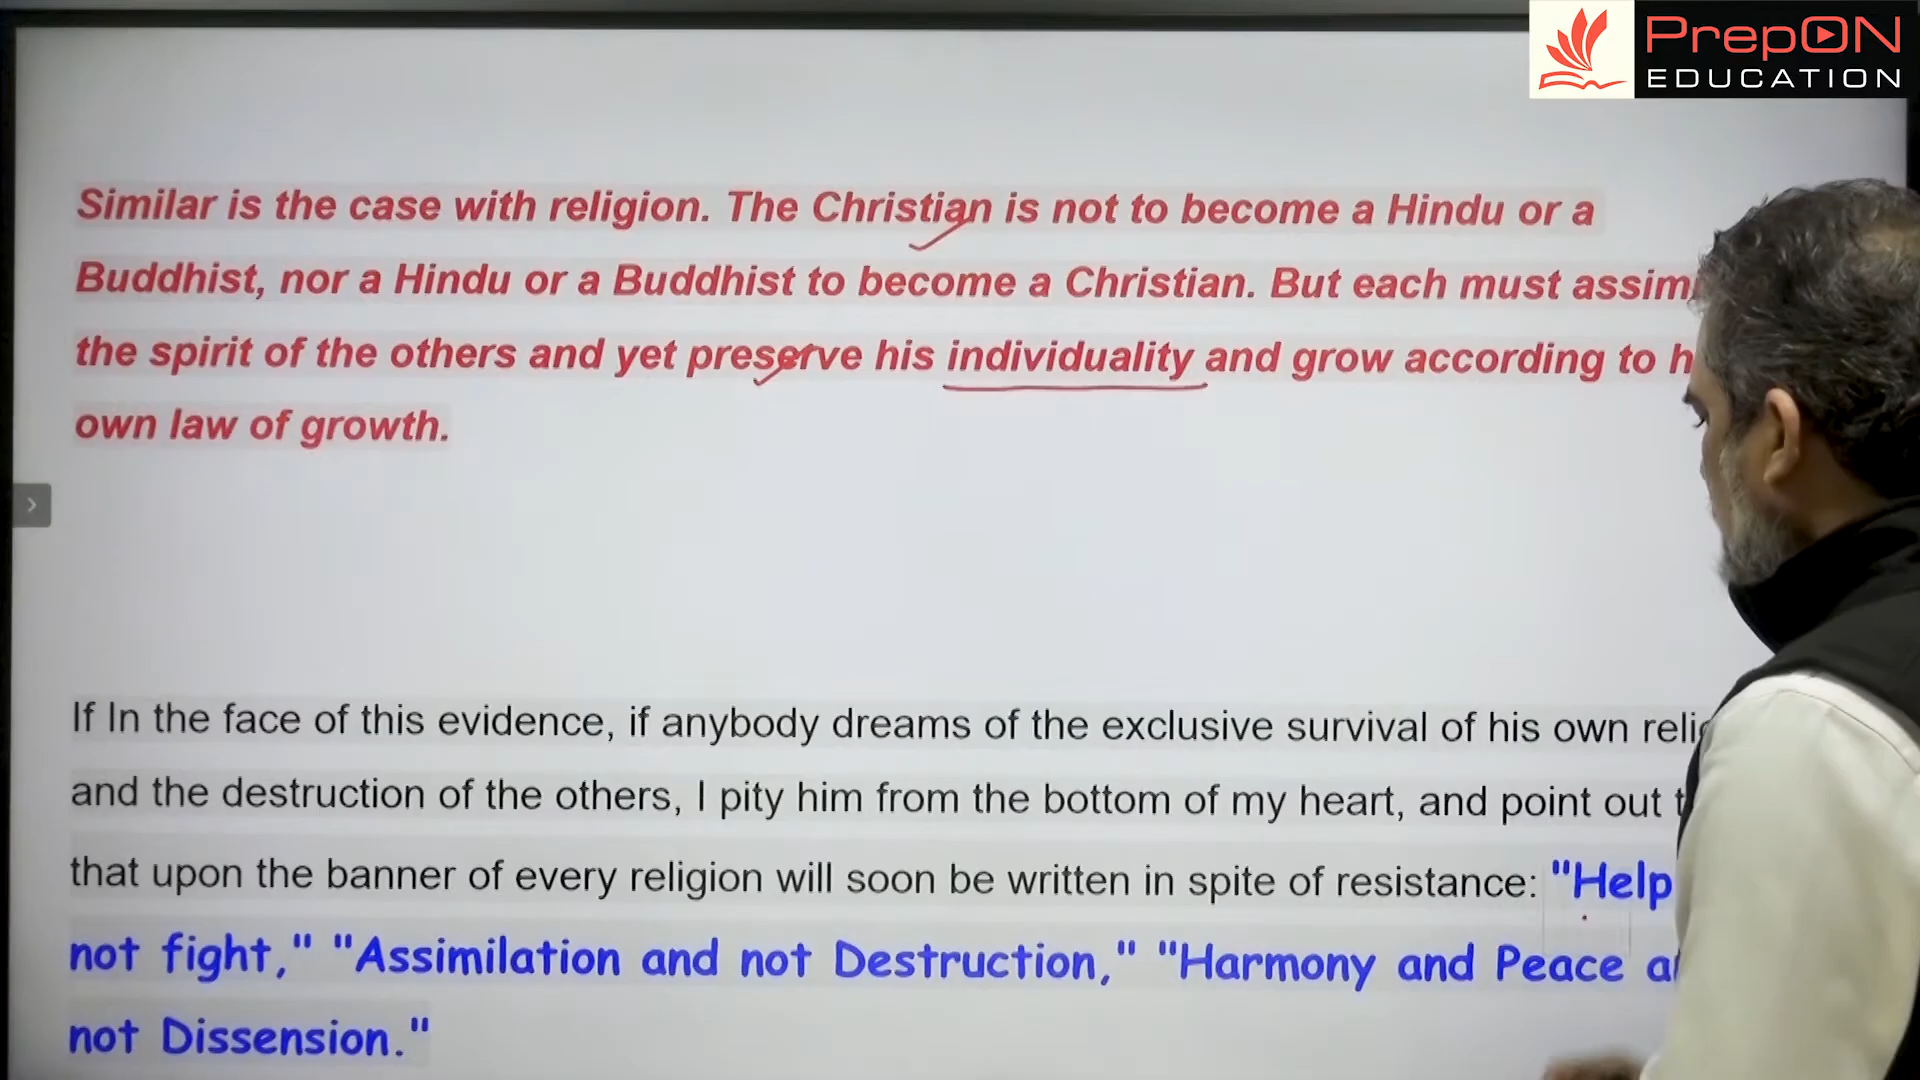 PrepON
EDUCATION
Similar is the case with religion. The Christian is not to become a Hindu or a
Buddhist, nor a Hindu or a Buddhist to become a Christian. But each must
the spirit of the others and yet preserve his individuality and grow according to
own law of growth.
If In the face of this evidence, if anybody dreams of the exclusive survival of his own
and the destruction of the others, I pity him from the bottom of my heart, and point out
that upon the banner of every religion will soon be written in spite of resistance: "Help
not fight," "Assimilation and not Destruction," "Harmony and Peace
not Dissension."